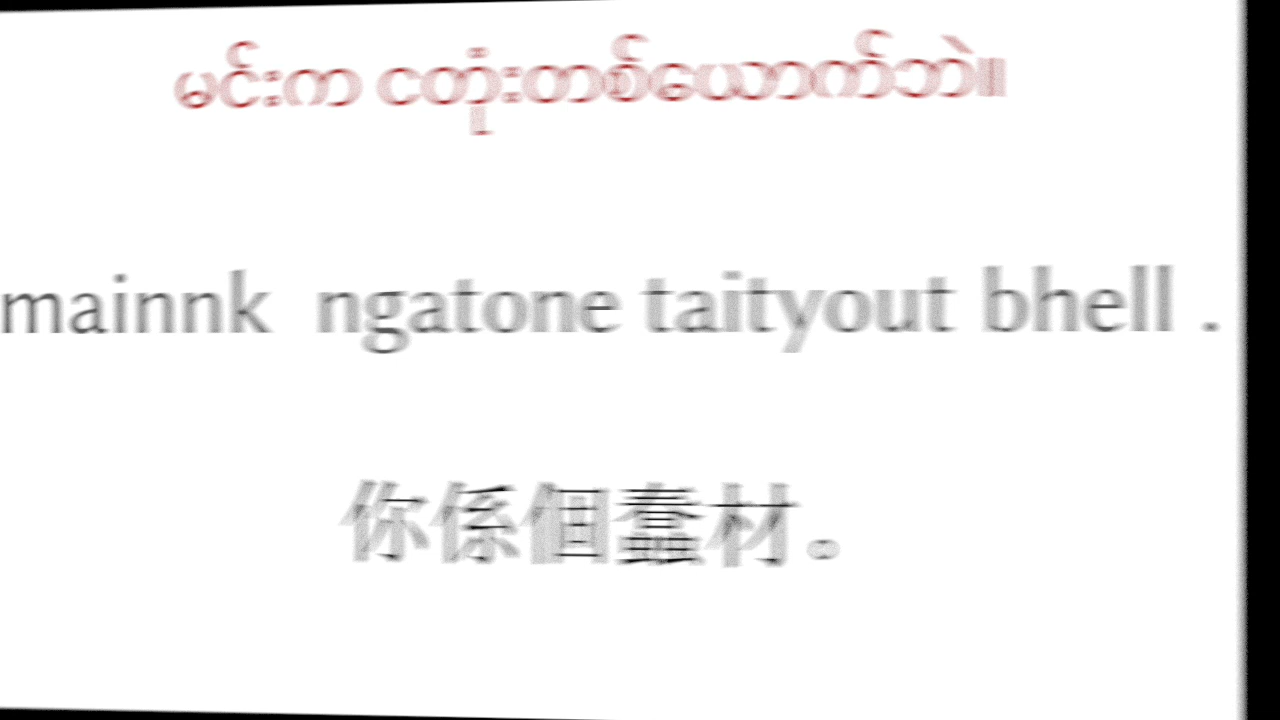 မင်းက ငတုံးတစ်ယောက်ဘဲ။
mainnk ngatone taityout bhell .
你係個蠢材。